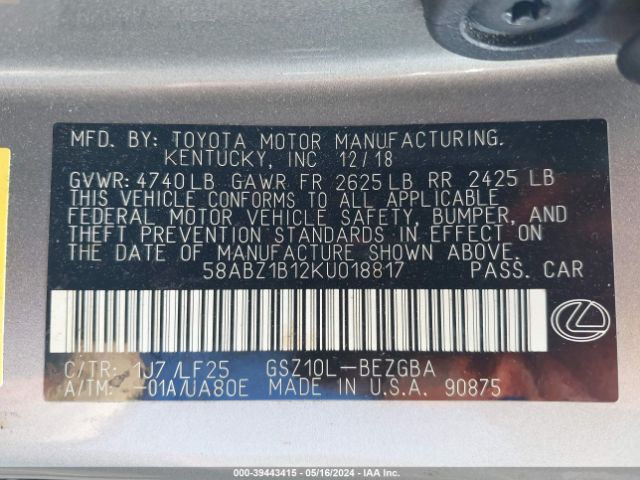 MFD. BY: TOYOTA MOTOR MANUFACTURING.
KENTUCKY, INC 12/18
GVWR: 4740 LB GAWR FR 2625 LB RR 2425 LB
THIS VEHICLE CONFORMS TO ALL APPLICABLE
FEDERAL MOTOR VEHICLE SAFETY, BUMPER, AND
THEFT PREVENTION STANDARDS IN EFFECT ON
THE DATE OF MANUFACTURE SHOWN ABOVE.
58ABZ1B12KU018817 PASS. CAR
C/TR: 1J7 /LF25 GSZ10L-BEZGBA
A/TM: -01A/UA80E MADE IN U.S.A. 90875
000-39443415 - 05/16/2024 - IAA Inc.